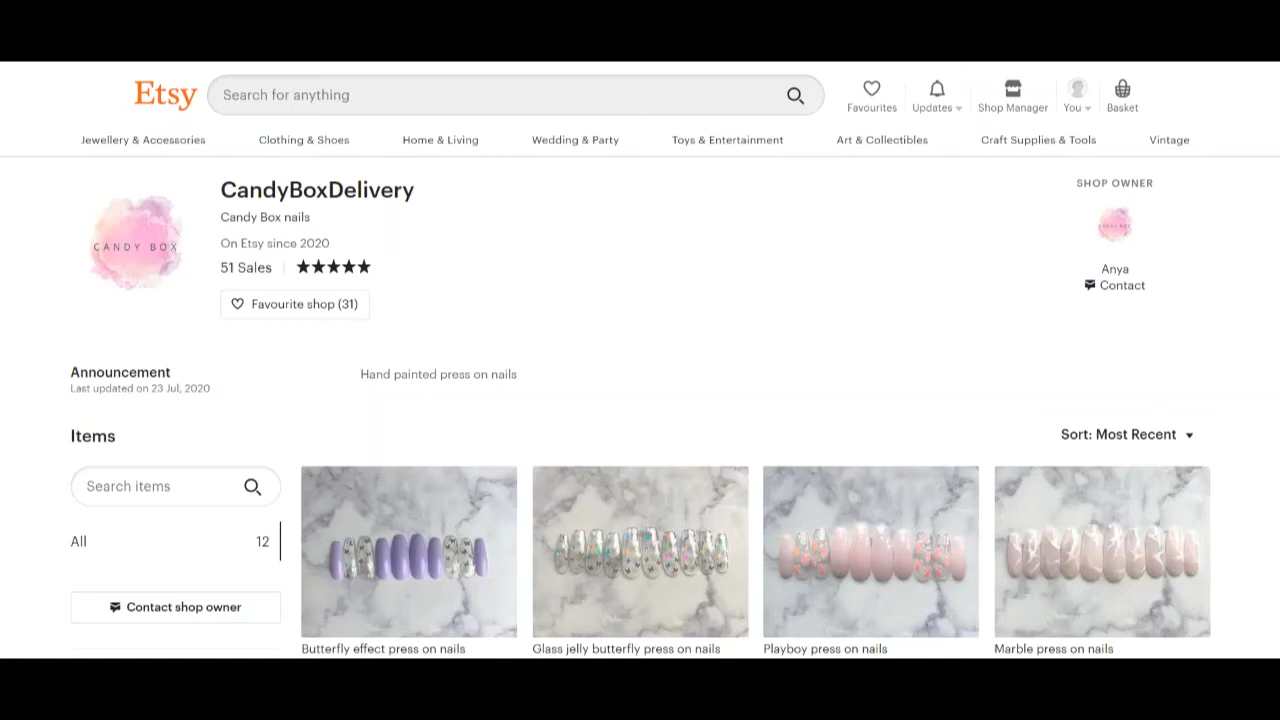 Etsy
Search for anything
Favourites
Updates
Shop Manager
You
Basket
Jewellery & Accessories
Clothing & Shoes
Home & Living
Wedding & Party
Toys & Entertainment
Art & Collectibles
Craft Supplies & Tools
Vintage
CANDY BOX
CandyBoxDelivery
Candy Box nails
On Etsy since 2020
51 Sales
Favourite shop (31)
SHOP OWNER
Anya
Contact
Announcement
Last updated on 23 Jul, 2020
Hand painted press on nails
Items
Sort: Most Recent
Search items
All 12
Contact shop owner
Butterfly effect press on nails
Glass jelly butterfly press on nails
Playboy press on nails
Marble press on nails